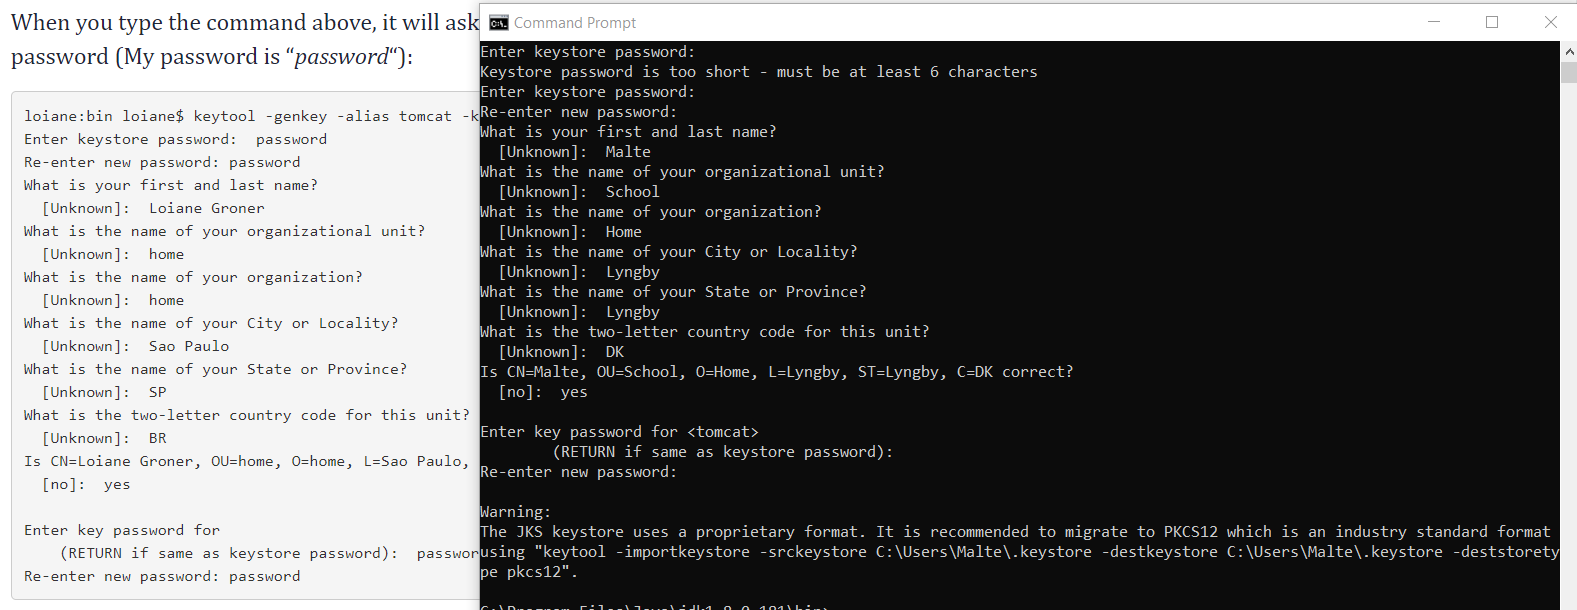 When you type the command above, it will ask
password (My password is “password“):
loiane:bin loiane$ keytool -genkey -alias tomcat -k
Enter keystore password:  password
Re-enter new password: password
What is your first and last name?
  [Unknown]:  Loiane Groner
What is the name of your organizational unit?
  [Unknown]:  home
What is the name of your organization?
  [Unknown]:  home
What is the name of your City or Locality?
  [Unknown]:  Sao Paulo
What is the name of your State or Province?
  [Unknown]:  SP
What is the two-letter country code for this unit?
  [Unknown]:  BR
Is CN=Loiane Groner, OU=home, O=home, L=Sao Paulo,
  [no]:  yes
Enter key password for
    (RETURN if same as keystore password):  passwor
Re-enter new password: password
Command Prompt
Enter keystore password:
Keystore password is too short - must be at least 6 characters
Enter keystore password:
Re-enter new password:
What is your first and last name?
  [Unknown]:  Malte
What is the name of your organizational unit?
  [Unknown]:  School
What is the name of your organization?
  [Unknown]:  Home
What is the name of your City or Locality?
  [Unknown]:  Lyngby
What is the name of your State or Province?
  [Unknown]:  Lyngby
What is the two-letter country code for this unit?
  [Unknown]:  DK
Is CN=Malte, OU=School, O=Home, L=Lyngby, ST=Lyngby, C=DK correct?
  [no]:  yes
Enter key password for <tomcat>
        (RETURN if same as keystore password):
Re-enter new password:
Warning:
The JKS keystore uses a proprietary format. It is recommended to migrate to PKCS12 which is an industry standard format
using "keytool -importkeystore -srckeystore C:\Users\Malte\.keystore -destkeystore C:\Users\Malte\.keystore -deststorety
pe pkcs12".
C:\Program Files\Java\jdk1.8.0_181\bin>